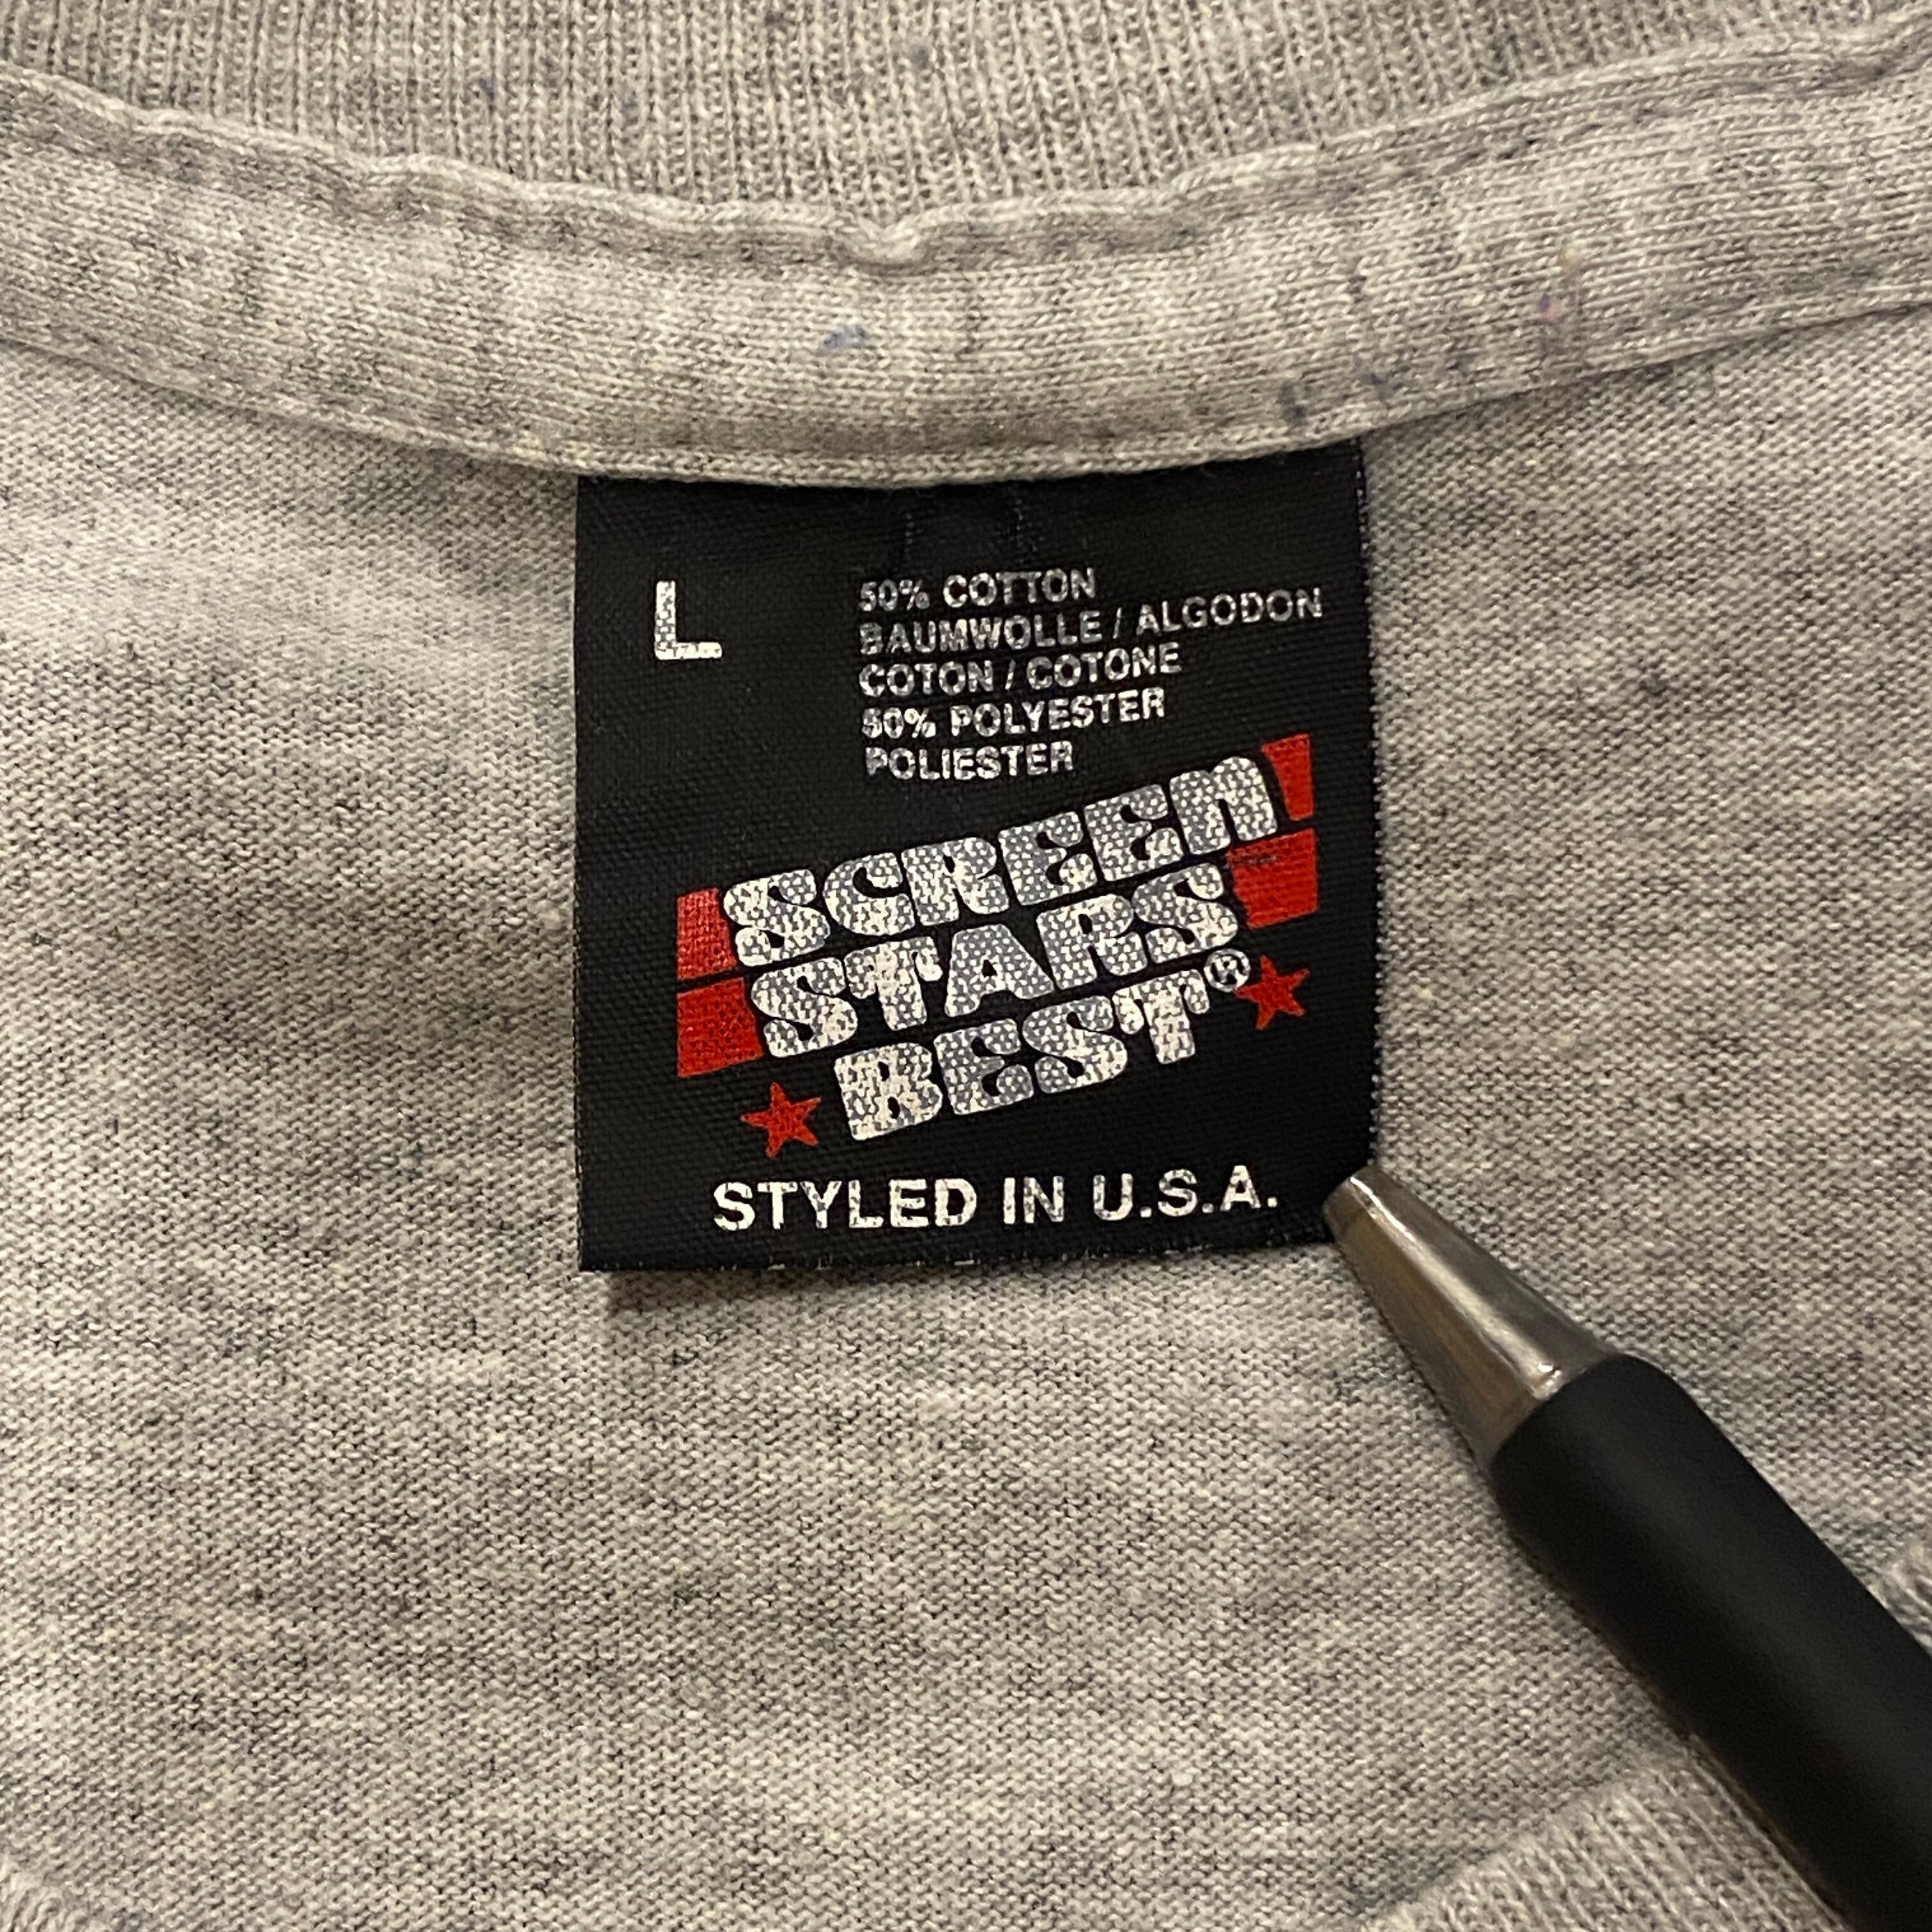 L
50% COTTON
BAUMWOLLE / ALGODON
COTON / COTONE
50% POLYESTER
POLIESTER
SCREEN
STARS
BEST®
STYLED IN U.S.A.